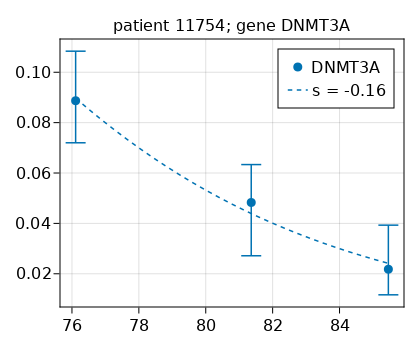 patient 11754; gene DNMT3A
DNMT3A
s = -0.16
0.10
0.08
0.06
0.04
0.02
76 78 80 82 84